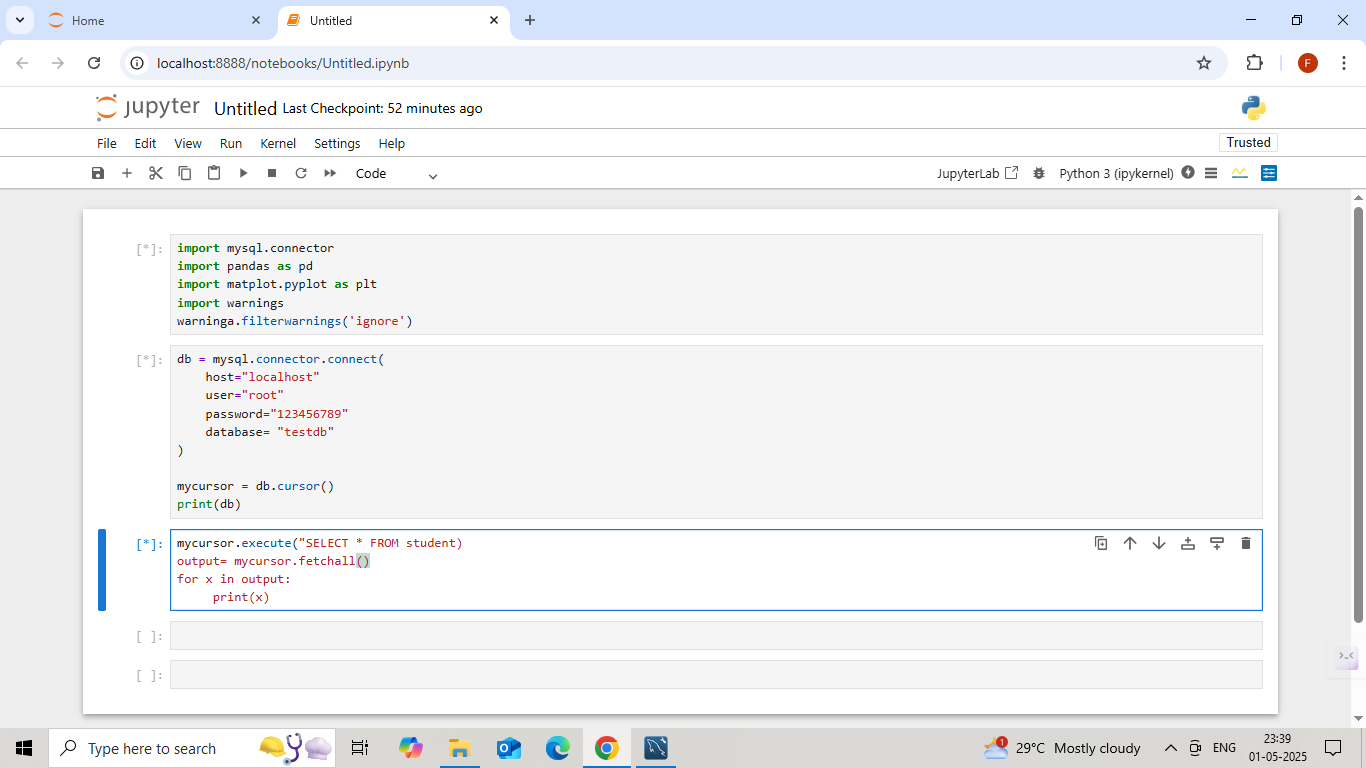 Home
Untitled
localhost:8888/notebooks/Untitled.ipynb
F
jupyter Untitled Last Checkpoint: 52 minutes ago
File Edit View Run Kernel Settings Help
Trusted
Code
JupyterLab
Python 3 (ipykernel)
[*]:
import mysql.connector
import pandas as pd
import matplot.pyplot as plt
import warnings
warninga.filterwarnings('ignore')
[*]:
db = mysql.connector.connect(
    host="localhost"
    user="root"
    password="123456789"
    database= "testdb"
)
mycursor = db.cursor()
print(db)
[*]:
mycursor.execute("SELECT * FROM student)
output= mycursor.fetchall()
for x in output:
     print(x)
[ ]:
[ ]:
Type here to search
1
29°C Mostly cloudy
ENG
23:39
01-05-2025